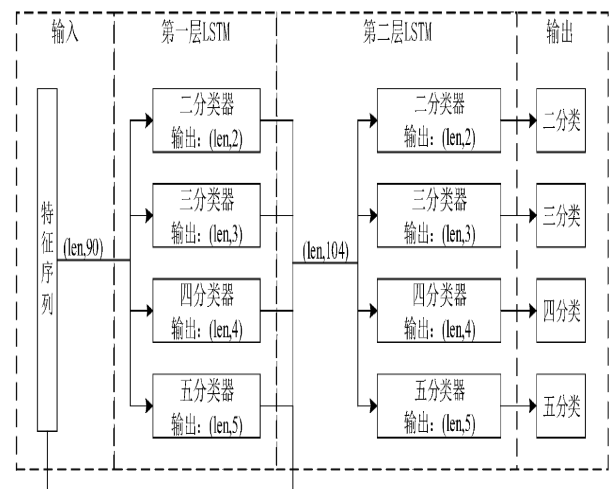 输入
第一层LSTM
第二层LSTM
输出
特征序列
(len,90)
二分类器
输出: (len,2)
三分类器
输出: (len,3)
四分类器
输出: (len,4)
五分类器
输出: (len,5)
(len,104)
二分类器
输出: (len,2)
三分类器
输出: (len,3)
四分类器
输出: (len,4)
五分类器
输出: (len,5)
二分类
三分类
四分类
五分类